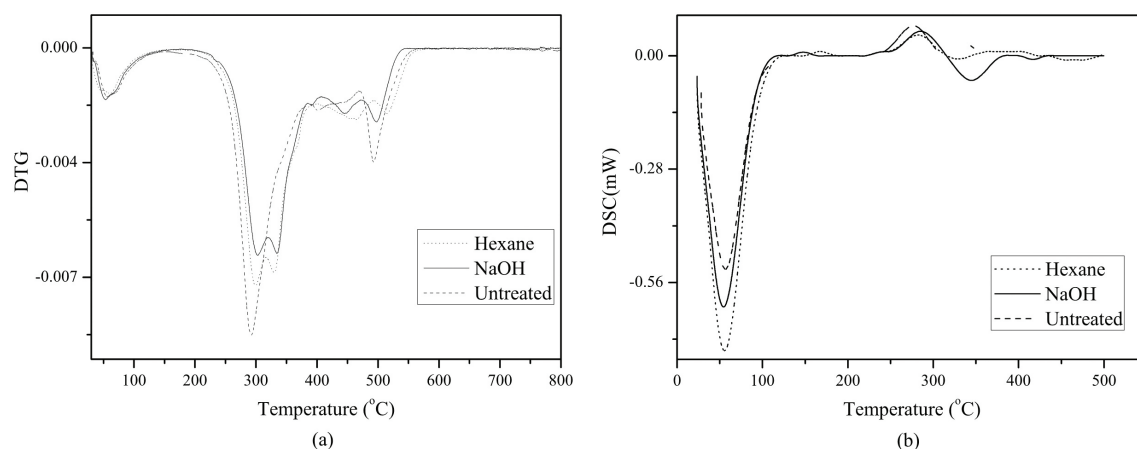 0.000
-0.004
-0.007
DTG
Hexane
NaOH
Untreated
100 200 300 400 500 600 700 800
Temperature (°C)
(a)
0.00
-0.28
-0.56
DSC(mW)
Hexane
NaOH
Untreated
0 100 200 300 400 500
Temperature (°C)
(b)